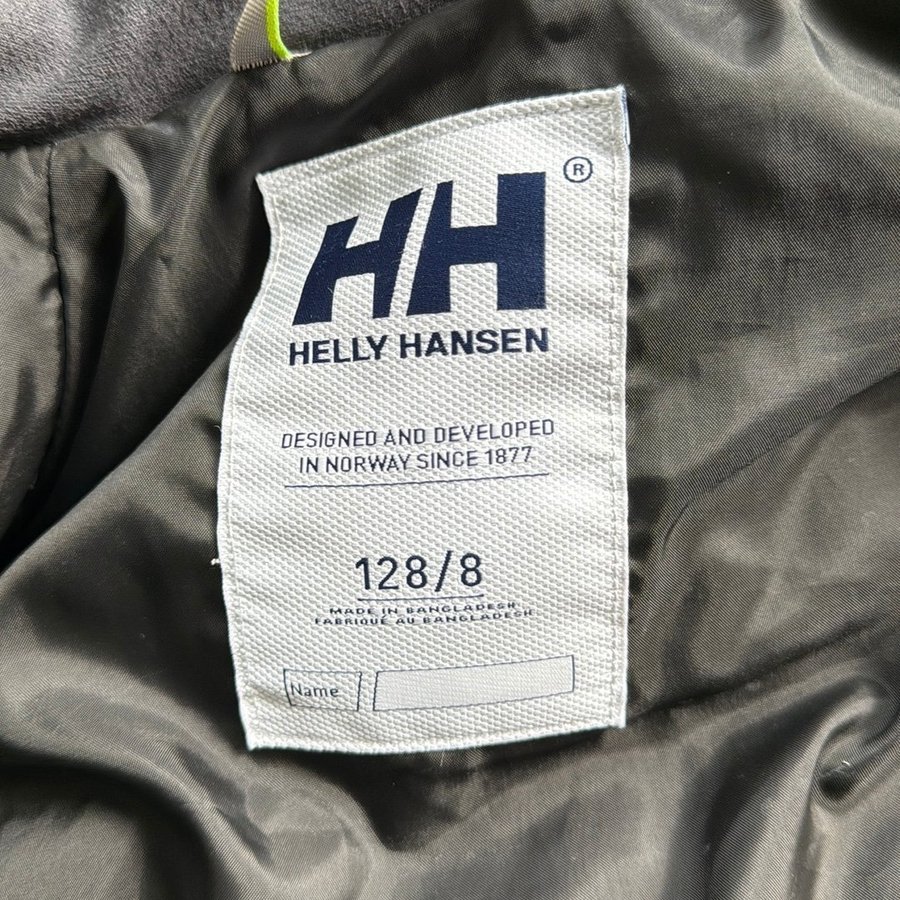 HH ®
HELLY HANSEN
DESIGNED AND DEVELOPED
IN NORWAY SINCE 1877
128/8
MADE IN BANGLADESH
FABRIQUÉ AU BANGLADESH
Name